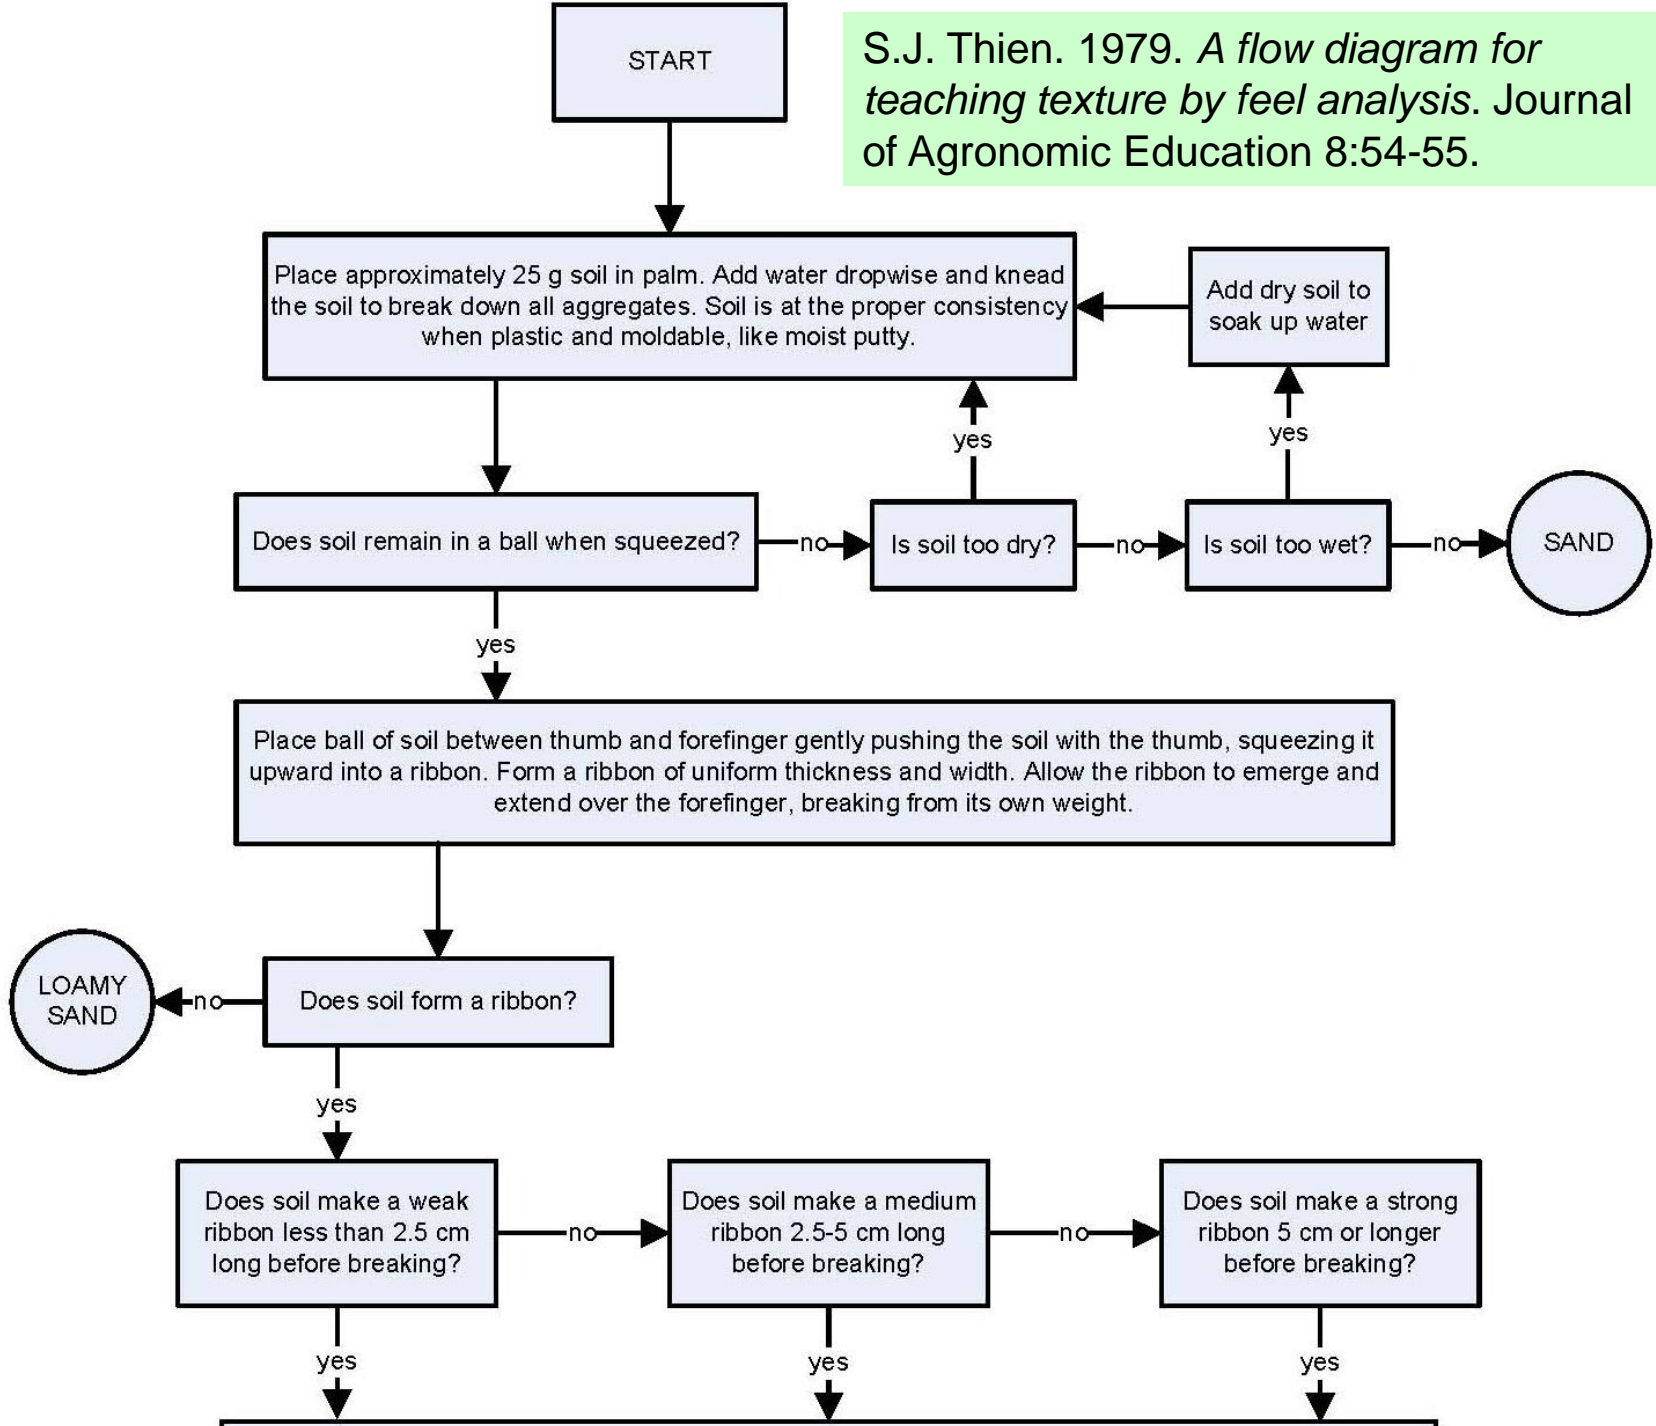 START
S.J. Thien. 1979. A flow diagram for
teaching texture by feel analysis. Journal
of Agronomic Education 8:54-55.
Place approximately 25 g soil in palm. Add water dropwise and knead
the soil to break down all aggregates. Soil is at the proper consistency
when plastic and moldable, like moist putty.
Add dry soil to
soak up water
yes
yes
Does soil remain in a ball when squeezed?
no
Is soil too dry?
no
Is soil too wet?
no
SAND
yes
Place ball of soil between thumb and forefinger gently pushing the soil with the thumb, squeezing it
upward into a ribbon. Form a ribbon of uniform thickness and width. Allow the ribbon to emerge and
extend over the forefinger, breaking from its own weight.
LOAMY
SAND
no
Does soil form a ribbon?
yes
Does soil make a weak
ribbon less than 2.5 cm
long before breaking?
no
Does soil make a medium
ribbon 2.5-5 cm long
before breaking?
no
Does soil make a strong
ribbon 5 cm or longer
before breaking?
yes
yes
yes